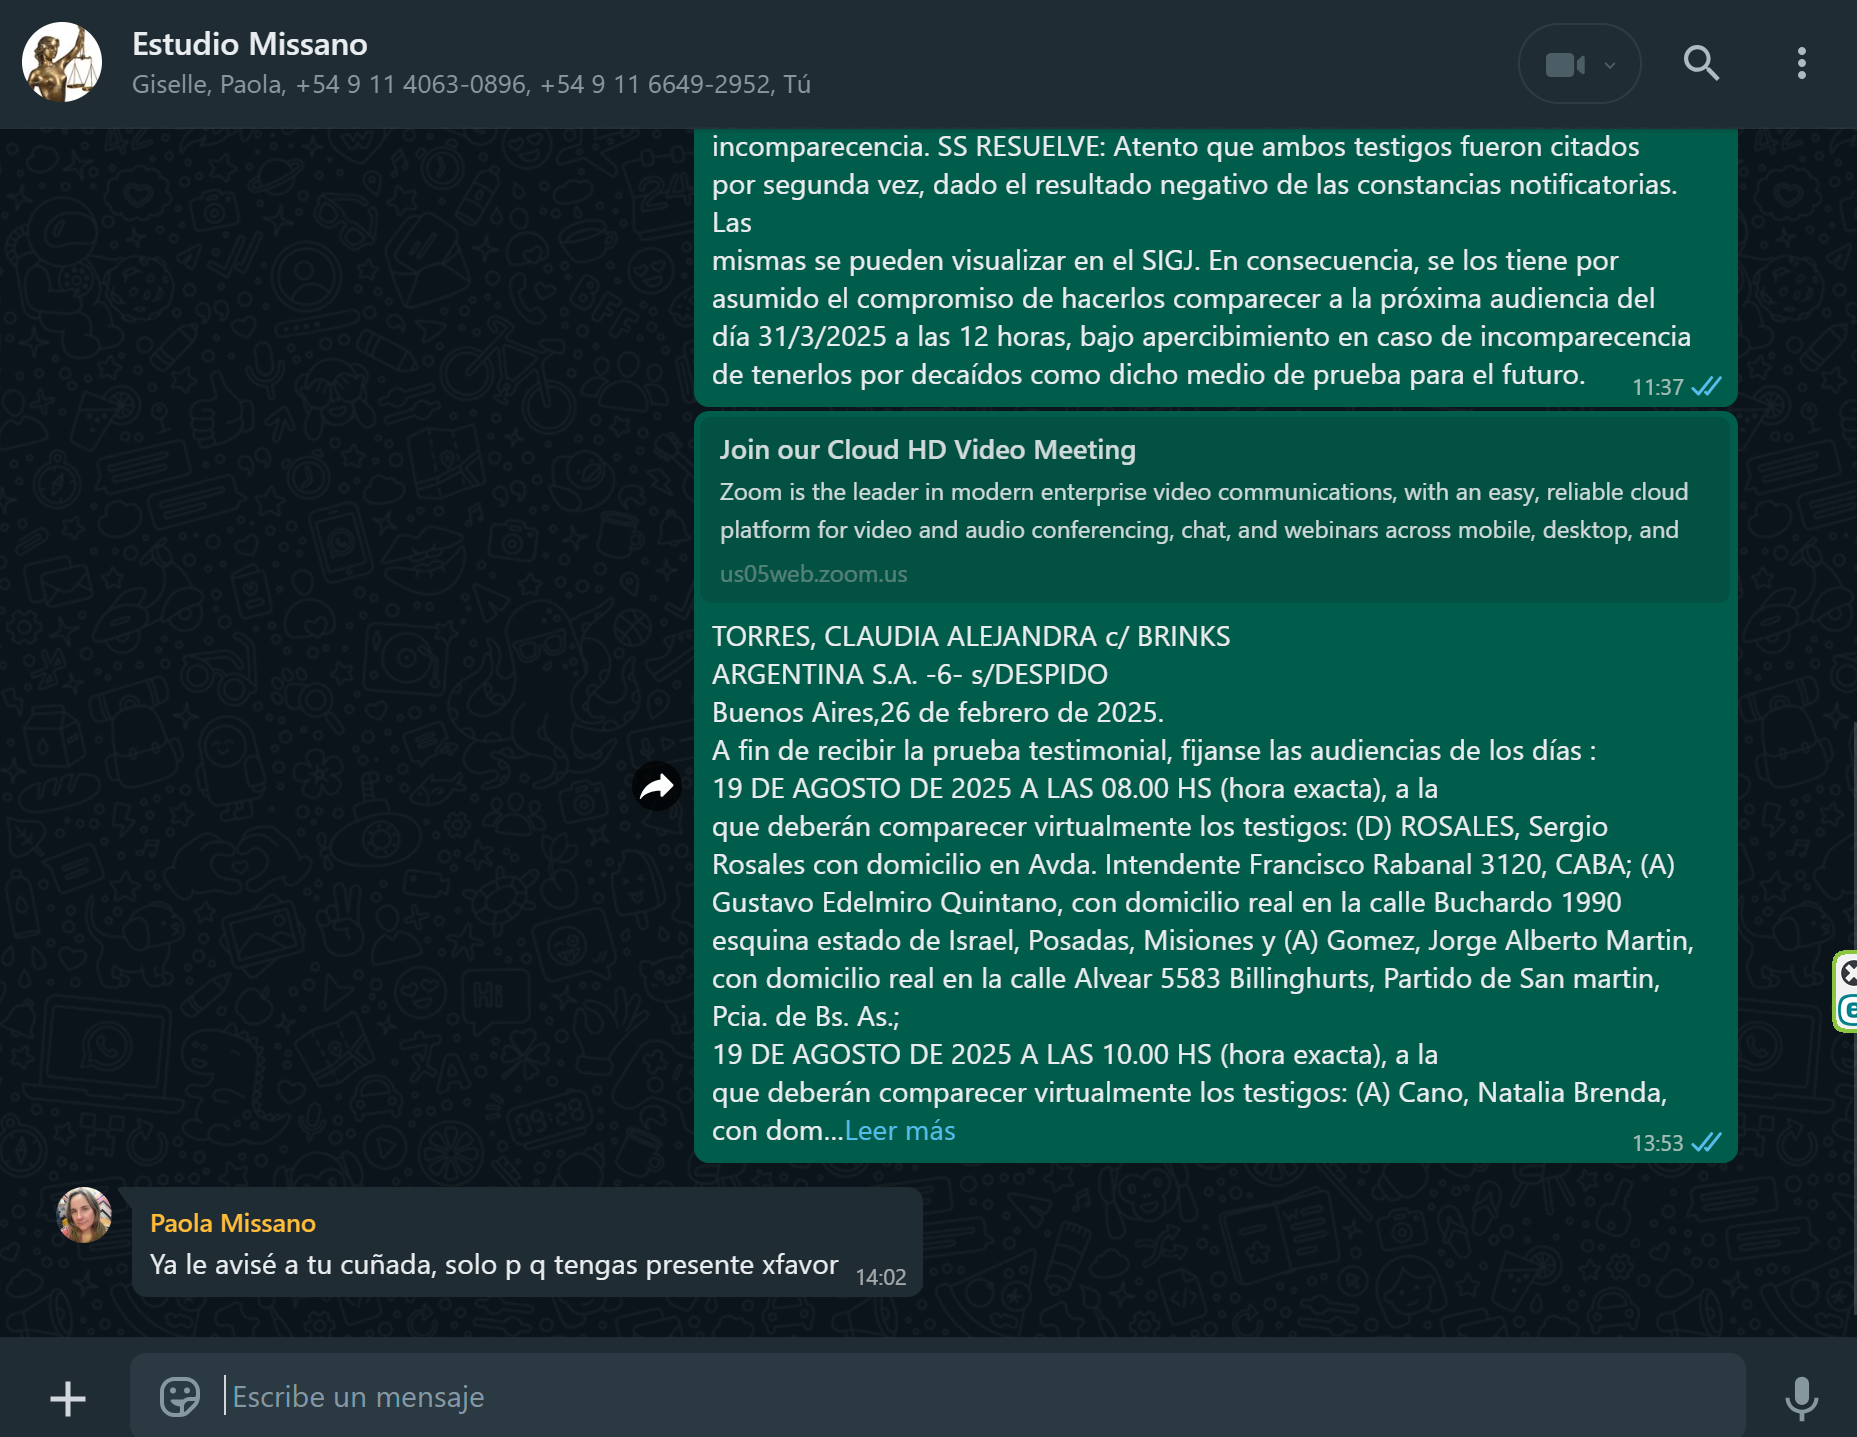 Estudio Missano
Giselle, Paola, +54 9 11 4063-0896, +54 9 11 6649-2952, Tú
incomparecencia. SS RESUELVE: Atento que ambos testigos fueron citados
por segunda vez, dado el resultado negativo de las constancias notificatorias.
Las
mismas se pueden visualizar en el SIGJ. En consecuencia, se los tiene por
asumido el compromiso de hacerlos comparecer a la próxima audiencia del
día 31/3/2025 a las 12 horas, bajo apercibimiento en caso de incomparecencia
de tenerlos por decaídos como dicho medio de prueba para el futuro.
11:37
Join our Cloud HD Video Meeting
Zoom is the leader in modern enterprise video communications, with an easy, reliable cloud
platform for video and audio conferencing, chat, and webinars across mobile, desktop, and
us05web.zoom.us
TORRES, CLAUDIA ALEJANDRA c/ BRINKS
ARGENTINA S.A. -6- s/DESPIDO
Buenos Aires,26 de febrero de 2025.
A fin de recibir la prueba testimonial, fijanse las audiencias de los días :
19 DE AGOSTO DE 2025 A LAS 08.00 HS (hora exacta), a la
que deberán comparecer virtualmente los testigos: (D) ROSALES, Sergio
Rosales con domicilio en Avda. Intendente Francisco Rabanal 3120, CABA; (A)
Gustavo Edelmiro Quintano, con domicilio real en la calle Buchardo 1990
esquina estado de Israel, Posadas, Misiones y (A) Gomez, Jorge Alberto Martin,
con domicilio real en la calle Alvear 5583 Billinghurts, Partido de San martin,
Pcia. de Bs. As.;
19 DE AGOSTO DE 2025 A LAS 10.00 HS (hora exacta), a la
que deberán comparecer virtualmente los testigos: (A) Cano, Natalia Brenda,
con dom...Leer más
13:53
Paola Missano
Ya le avisé a tu cuñada, solo p q tengas presente xfavor
14:02
Escribe un mensaje